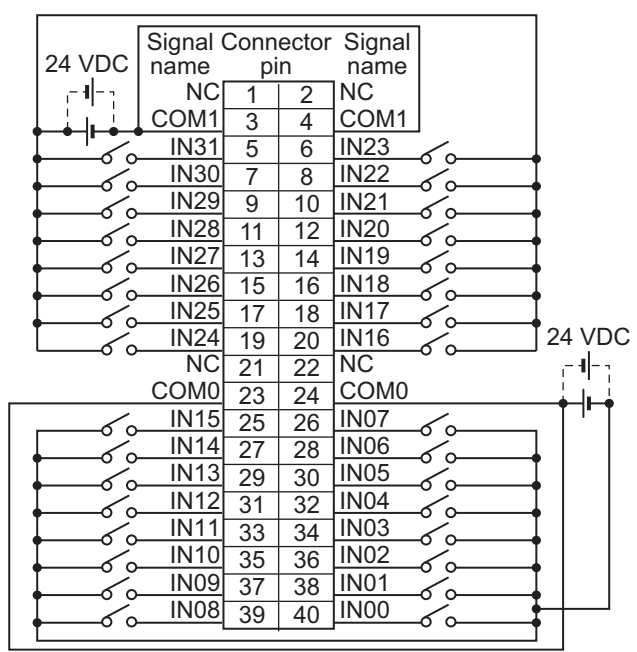 Signal Connector Signal
24 VDC name pin name
NC 1 2 NC
COM1 3 4 COM1
IN31 5 6 IN23
IN30 7 8 IN22
IN29 9 10 IN21
IN28 11 12 IN20
IN27 13 14 IN19
IN26 15 16 IN18
IN25 17 18 IN17
IN24 19 20 IN16
24 VDC
NC 21 22 NC
COM0 23 24 COM0
IN15 25 26 IN07
IN14 27 28 IN06
IN13 29 30 IN05
IN12 31 32 IN04
IN11 33 34 IN03
IN10 35 36 IN02
IN09 37 38 IN01
IN08 39 40 IN00